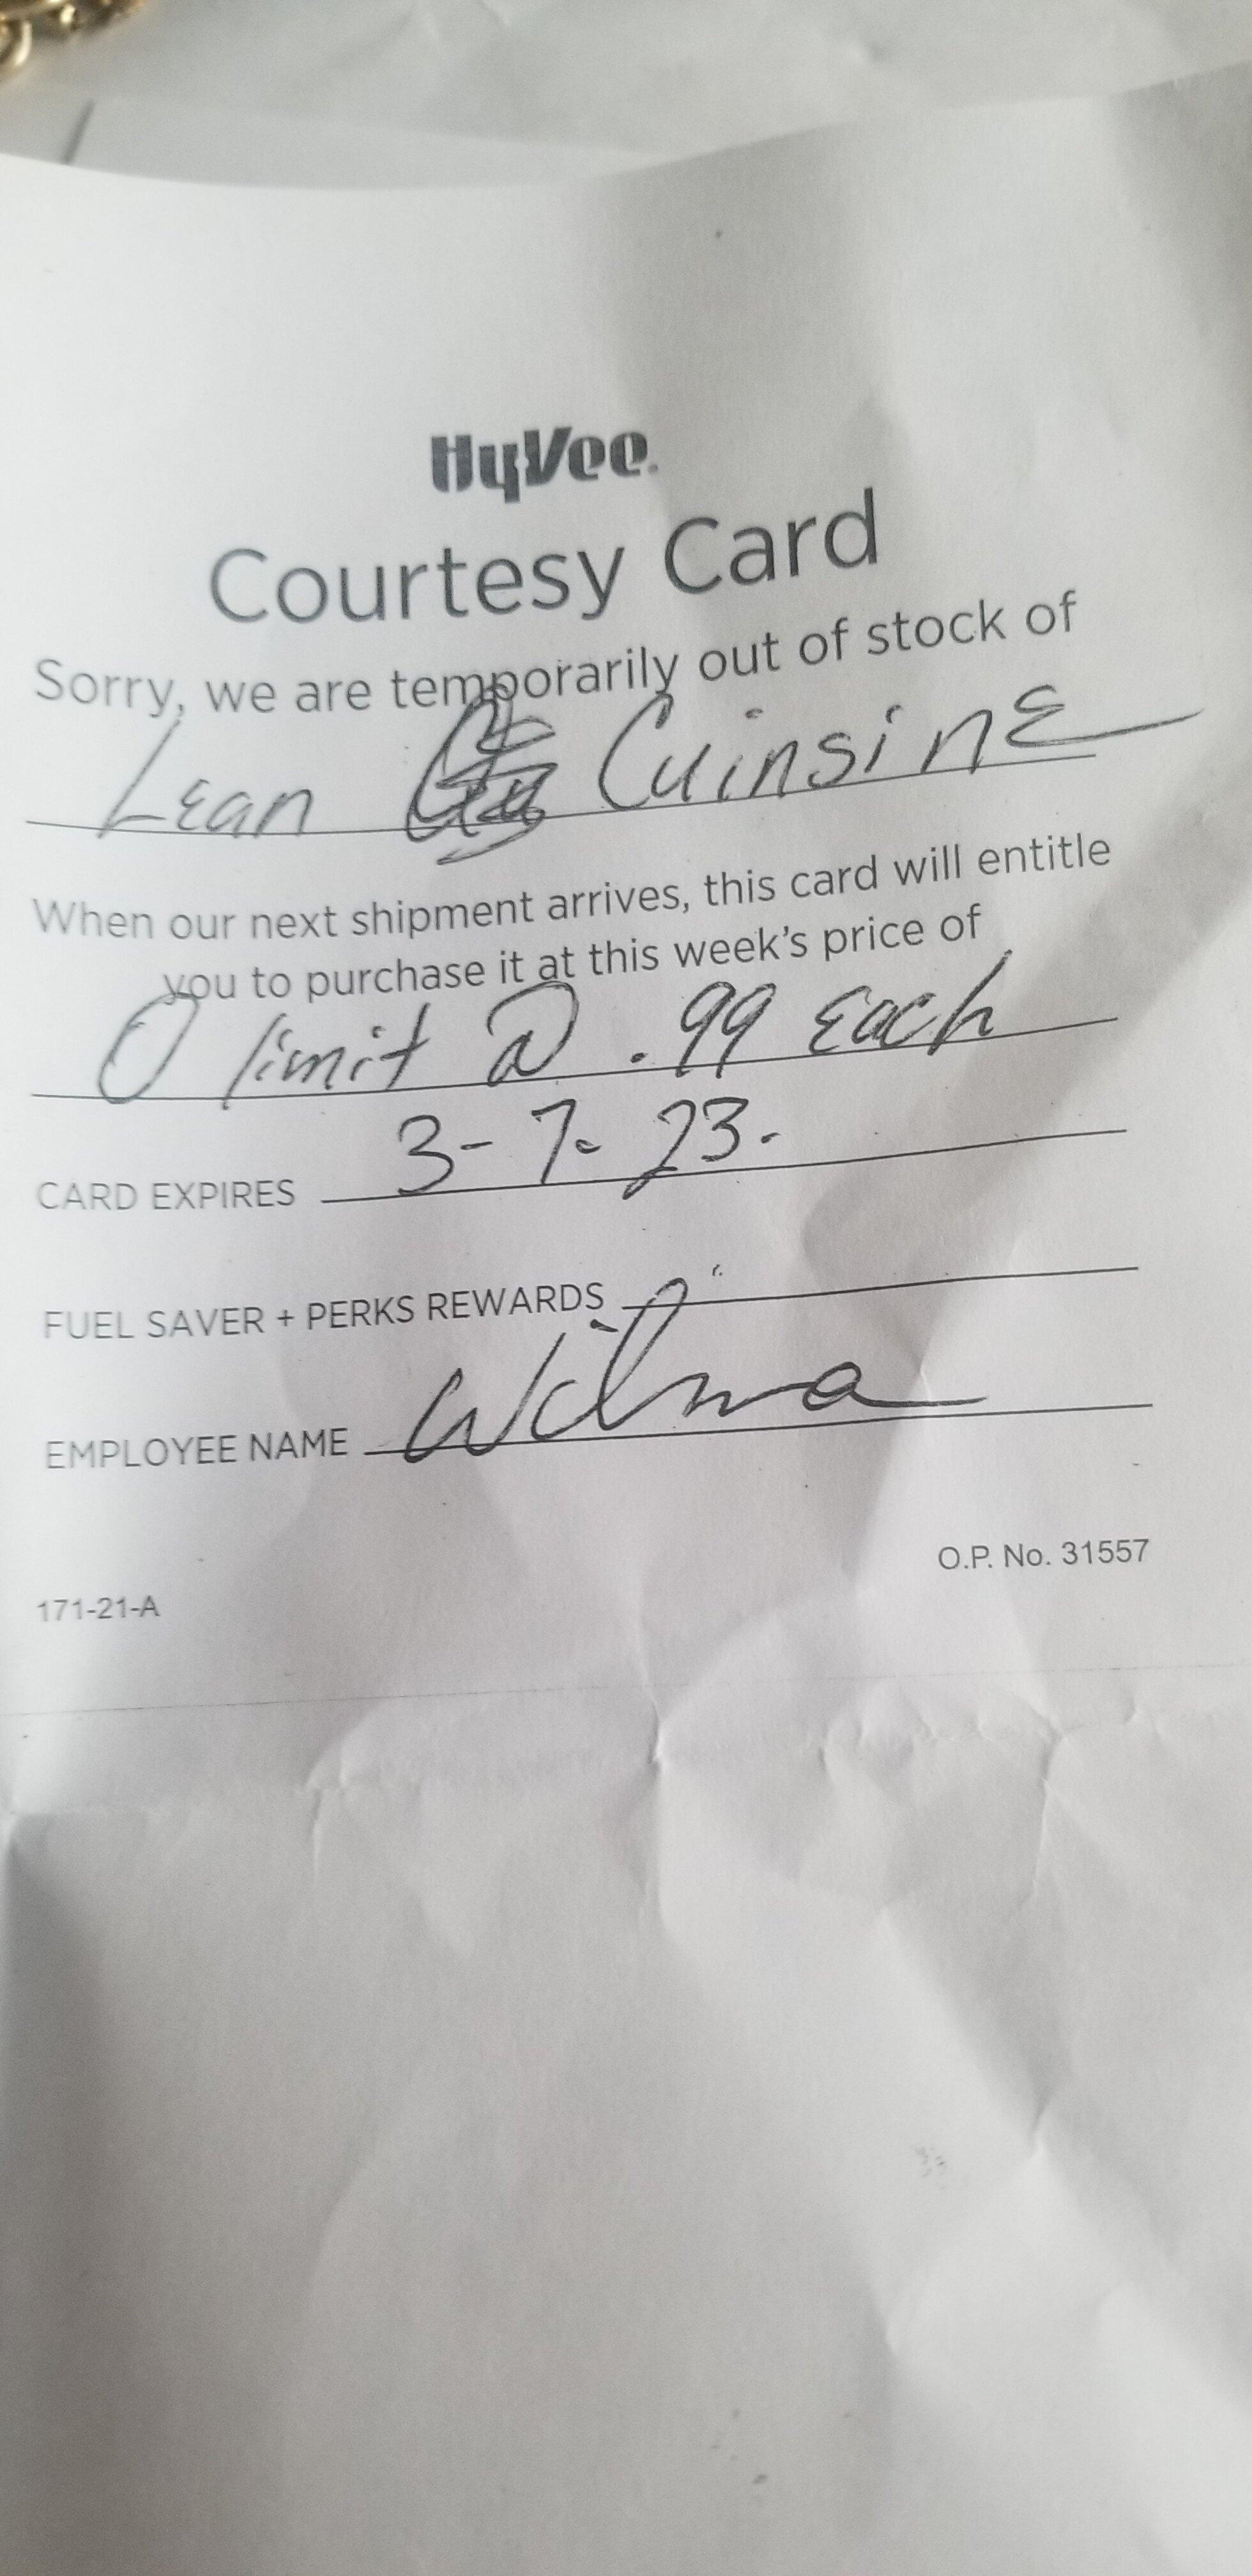 HyVee.
Courtesy Card
Sorry, we are temporarily out of stock of
Lean Cuinsine
When our next shipment arrives, this card will entitle
you to purchase it at this week's price of
0 limit @ .99 each
CARD EXPIRES 3-7-23.
FUEL SAVER + PERKS REWARDS
EMPLOYEE NAME Wilma
O.P. No. 31557
171-21-A